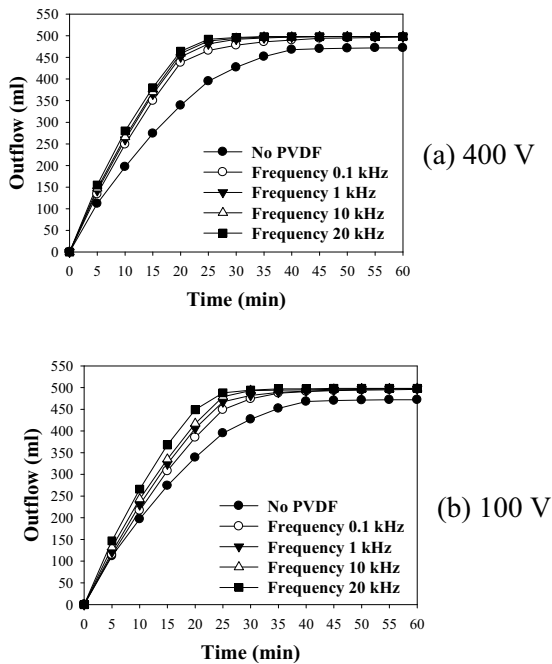 550
500
450
400
350
300
250
200
150
100
50
0
Outflow (ml)
No PVDF
Frequency 0.1 kHz
Frequency 1 kHz
Frequency 10 kHz
Frequency 20 kHz
0 5 10 15 20 25 30 35 40 45 50 55 60
Time (min)
(a) 400 V
550
500
450
400
350
300
250
200
150
100
50
0
Outflow (ml)
No PVDF
Frequency 0.1 kHz
Frequency 1 kHz
Frequency 10 kHz
Frequency 20 kHz
0 5 10 15 20 25 30 35 40 45 50 55 60
Time (min)
(b) 100 V